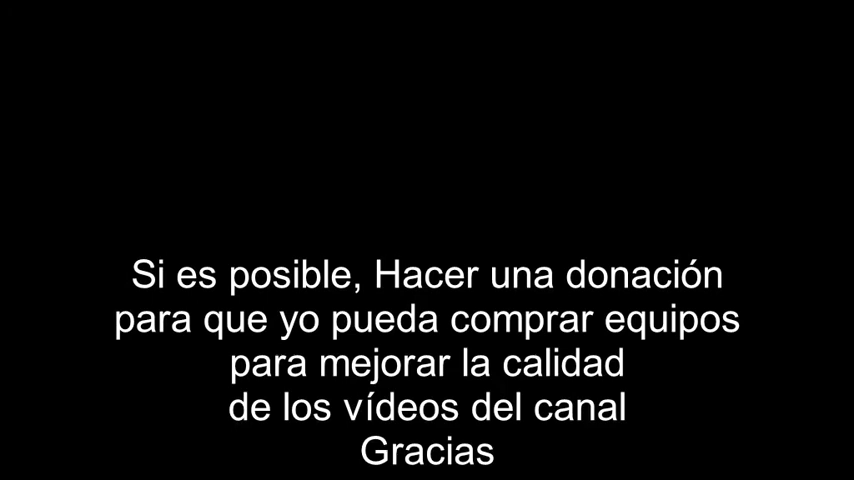 Si es posible, Hacer una donación
para que yo pueda comprar equipos
para mejorar la calidad
de los vídeos del canal
Gracias